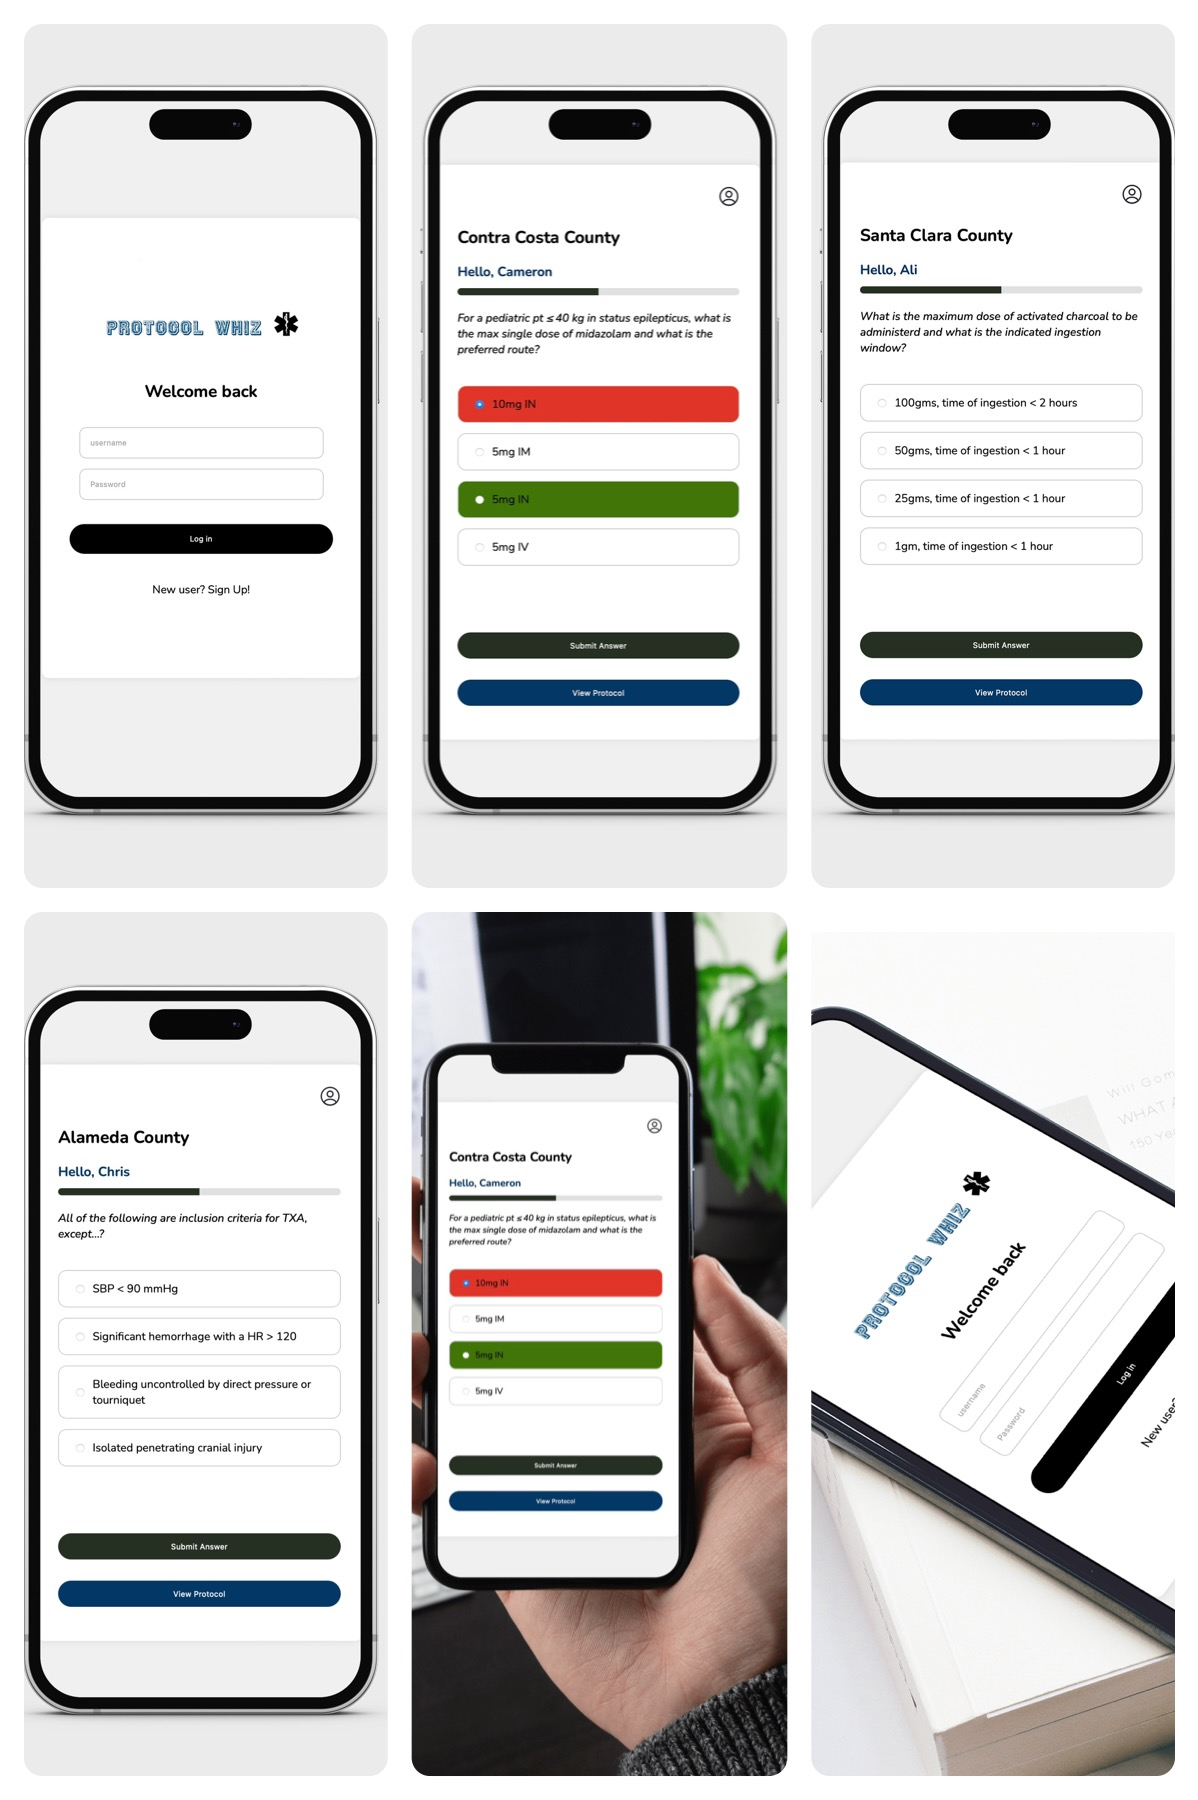 PROTOCOL WHIZ
Welcome back
username
Password
Log in
New user? Sign Up!
Contra Costa County
Hello, Cameron
For a pediatric pt ≤ 40 kg in status epilepticus, what is
the max single dose of midazolam and what is the
preferred route?
10mg IN
5mg IM
5mg IN
5mg IV
Submit Answer
View Protocol
Santa Clara County
Hello, Ali
What is the maximum dose of activated charcoal to be
administerd and what is the indicated ingestion
window?
100gms, time of ingestion < 2 hours
50gms, time of ingestion < 1 hour
25gms, time of ingestion < 1 hour
1gm, time of ingestion < 1 hour
Submit Answer
View Protocol
Alameda County
Hello, Chris
All of the following are inclusion criteria for TXA,
except...?
SBP < 90 mmHg
Significant hemorrhage with a HR > 120
Bleeding uncontrolled by direct pressure or
tourniquet
Isolated penetrating cranial injury
Submit Answer
View Protocol
Contra Costa County
Hello, Cameron
For a pediatric pt ≤ 40 kg in status epilepticus, what is
the max single dose of midazolam and what is the
preferred route?
10mg IN
5mg IM
5mg IN
5mg IV
Submit Answer
View Protocol
Will Gom
WHAT
150 Ye
PROTOCOL WHIZ
Welcome back
username
Password
Log in
New user?